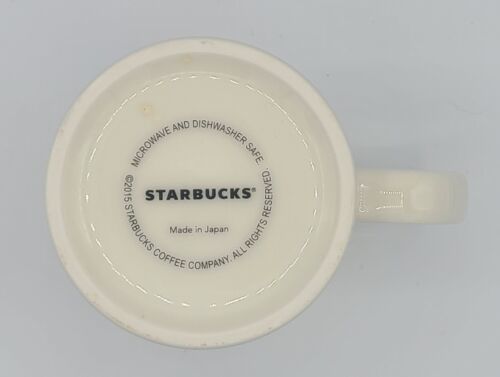 MICROWAVE AND DISHWASHER SAFE.
STARBUCKS®
Made in Japan
©2015 STARBUCKS COFFEE COMPANY. ALL RIGHTS RESERVED.